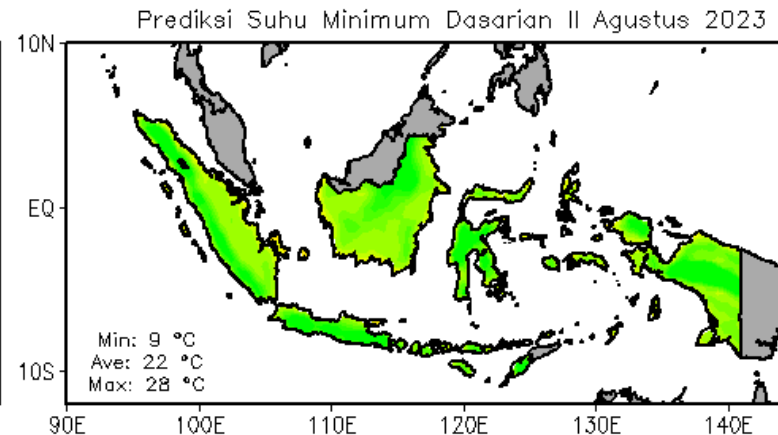 Prediksi Suhu Minimum Dasarian II Agustus 2023
10N
EQ
10S
Min: 9 °C
Ave: 22 °C
Max: 28 °C
90E 100E 110E 120E 130E 140E